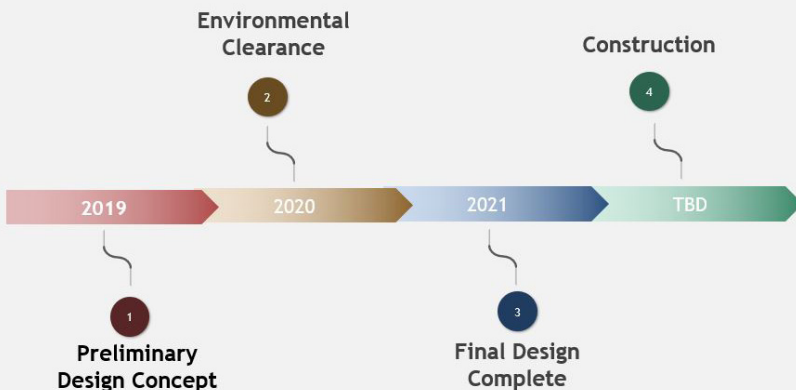 Environmental
Clearance
Construction
2
4
2019
2020
2021
TBD
1
3
Preliminary
Design Concept
Final Design
Complete